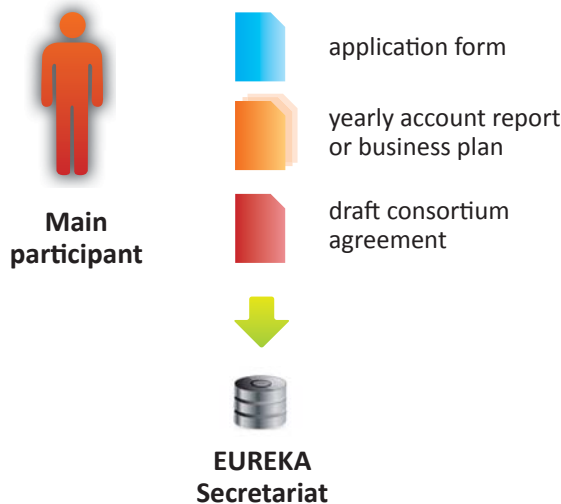 application form
yearly account report
or business plan
Main
participant
draft consortium
agreement
EUREKA
Secretariat